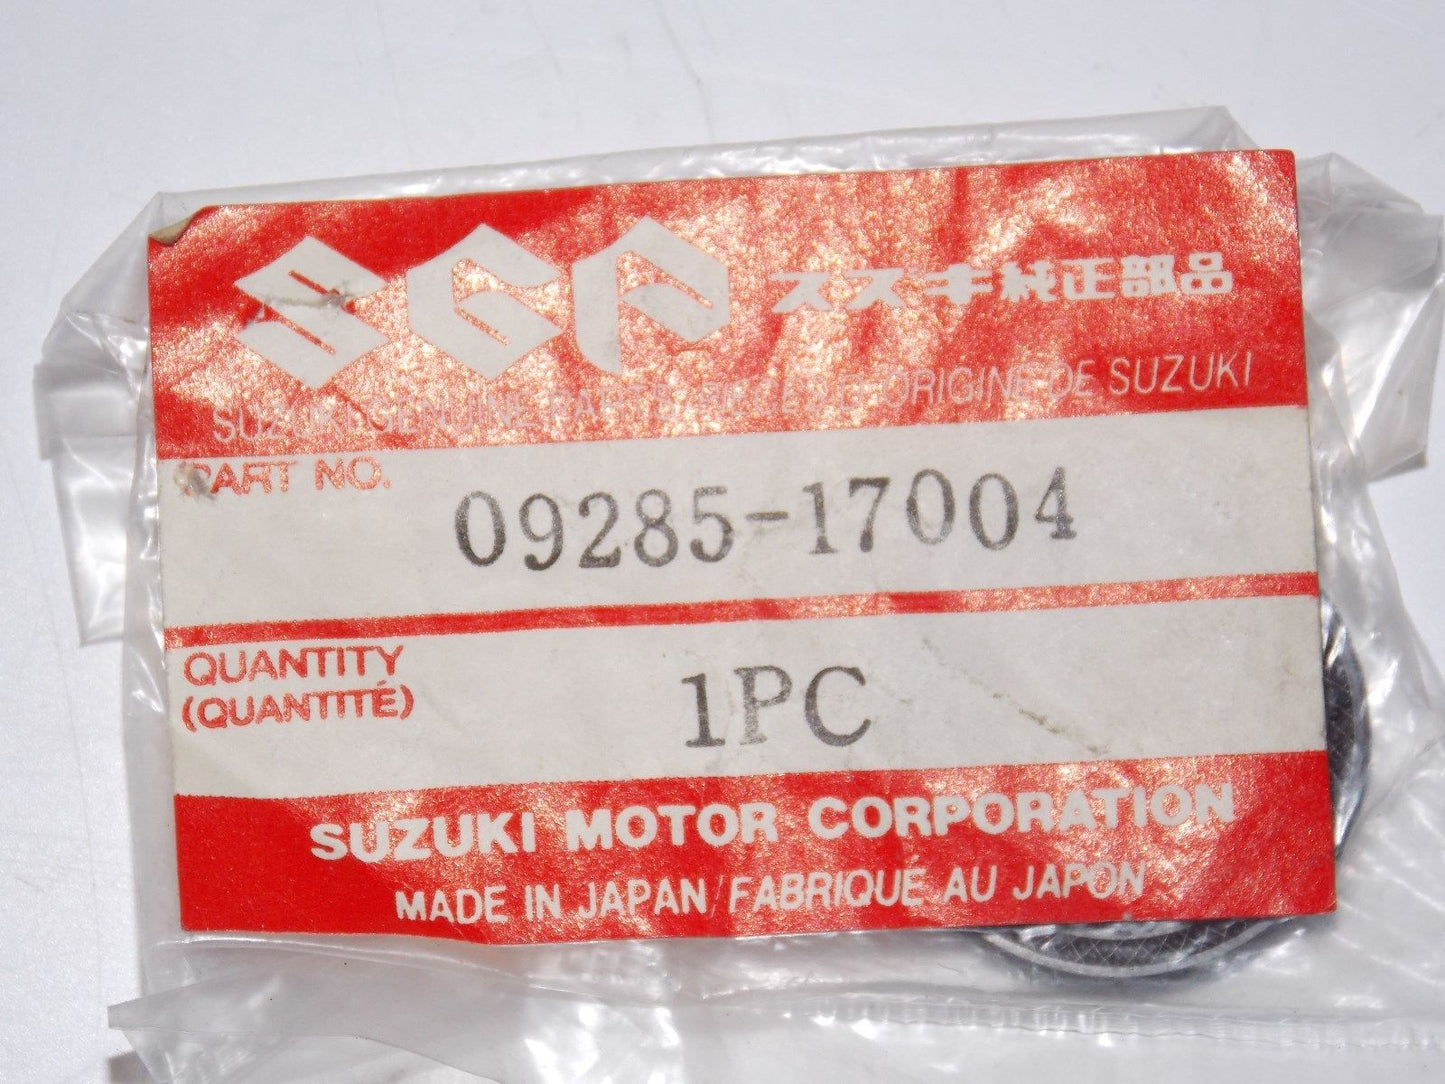 SGP スズキ純正部品
SUZUKI GENUINE PARTS PIECES D'ORIGINE DE SUZUKI
PART NO.
09285-17004
QUANTITY
(QUANTITÉ)
1PC
SUZUKI MOTOR CORPORATION
MADE IN JAPAN/FABRIQUE AU JAPON